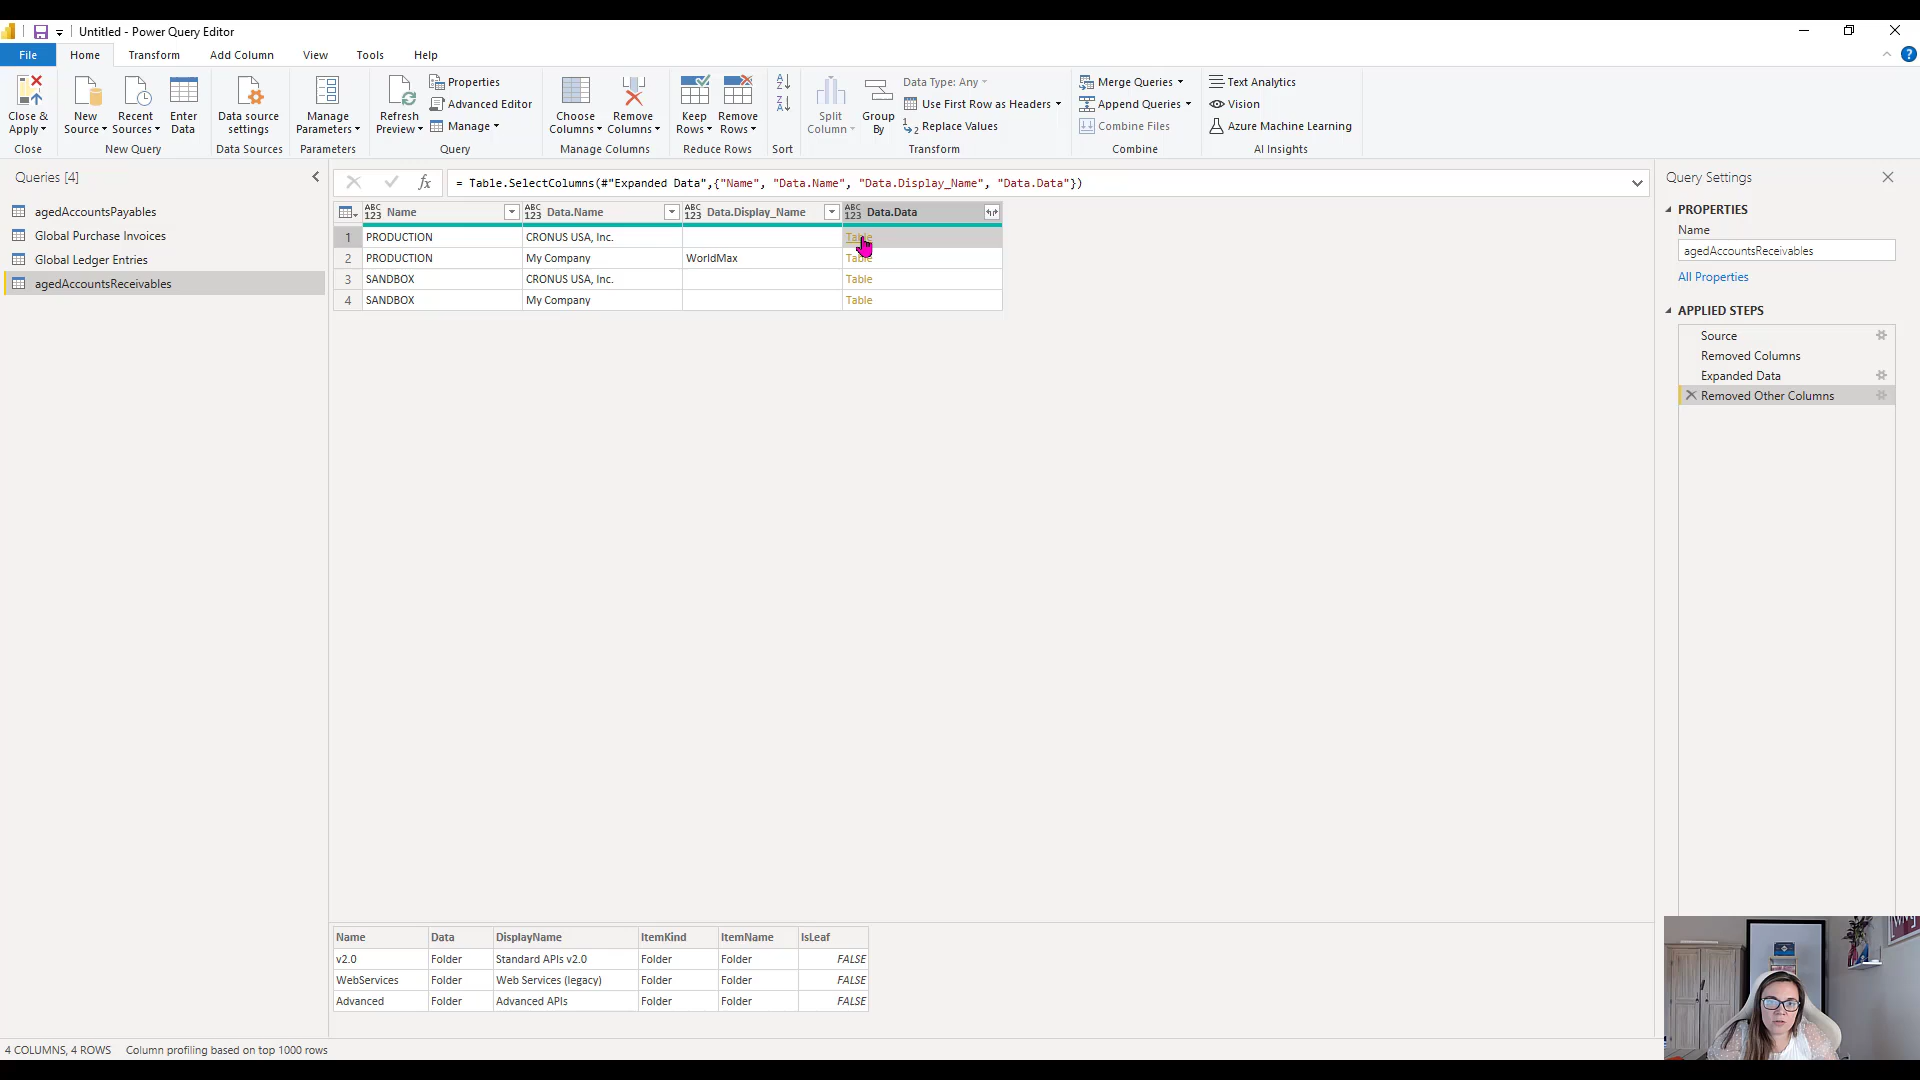 Untitled - Power Query Editor
File Home Transform Add Column View Tools Help
Close & Apply
New Source
Recent Sources
Enter Data
Data source settings
Manage Parameters
Refresh Preview
Properties
Advanced Editor
Manage
Choose Columns
Remove Columns
Keep Rows
Remove Rows
Split Column
Group By
Data Type: Any
Use First Row as Headers
Replace Values
Merge Queries
Append Queries
Combine Files
Text Analytics
Vision
Azure Machine Learning
Close New Query Data Sources Parameters Query Manage Columns Reduce Rows Sort Transform Combine AI Insights
Queries [4]
agedAccountsPayables
Global Purchase Invoices
Global Ledger Entries
agedAccountsReceivables
= Table.SelectColumns(#"Expanded Data",{"Name", "Data.Name", "Data.Display_Name", "Data.Data"})
ABC 123 Name ABC 123 Data.Name ABC 123 Data.Display_Name ABC 123 Data.Data
1 PRODUCTION CRONUS USA, Inc. Table
2 PRODUCTION My Company WorldMax Table
3 SANDBOX CRONUS USA, Inc. Table
4 SANDBOX My Company Table
Query Settings
PROPERTIES
Name
agedAccountsReceivables
All Properties
APPLIED STEPS
Source
Removed Columns
Expanded Data
Removed Other Columns
Name Data DisplayName ItemKind ItemName IsLeaf
v2.0 Folder Standard APIs v2.0 Folder Folder FALSE
WebServices Folder Web Services (legacy) Folder Folder FALSE
Advanced Folder Advanced APIs Folder Folder FALSE
4 COLUMNS, 4 ROWS Column profiling based on top 1000 rows